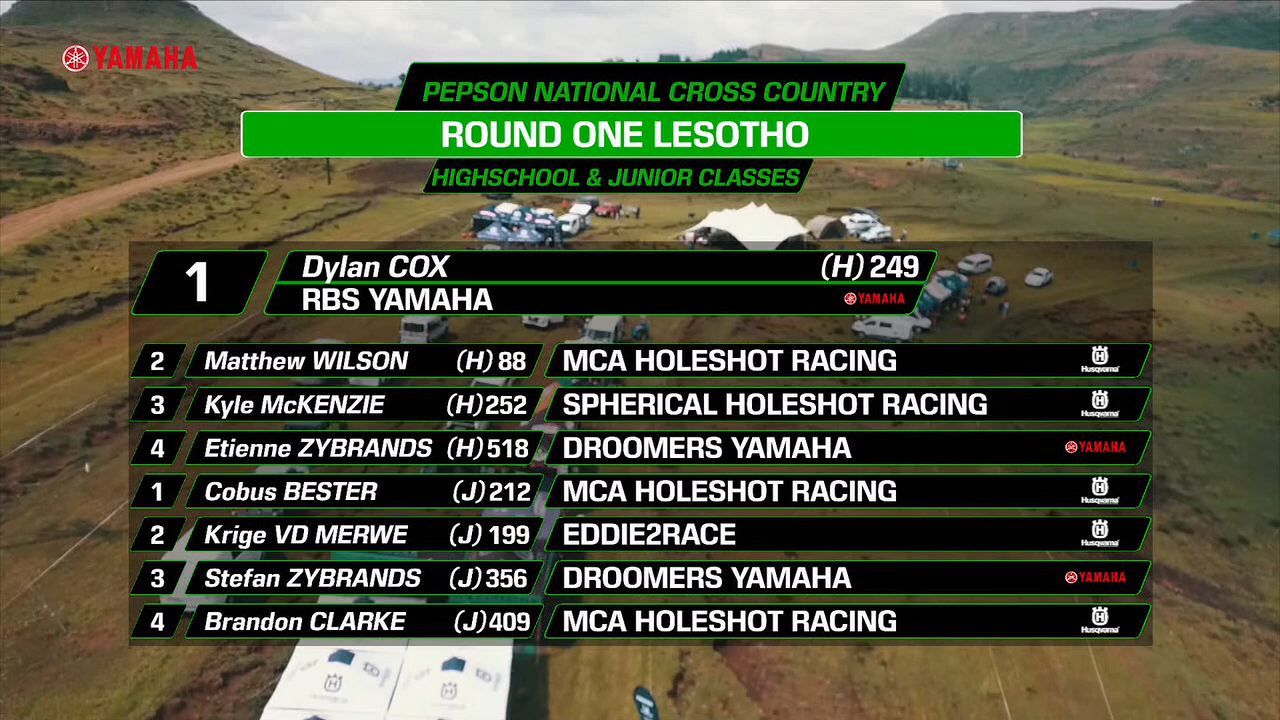 YAMAHA
PEPSON NATIONAL CROSS COUNTRY
ROUND ONE LESOTHO
HIGHSCHOOL & JUNIOR CLASSES
1 Dylan COX (H) 249
RBS YAMAHA YAMAHA
2 Matthew WILSON (H) 88 MCA HOLESHOT RACING Husqvarna
3 Kyle McKENZIE (H) 252 SPHERICAL HOLESHOT RACING Husqvarna
4 Etienne ZYBRANDS (H) 518 DROOMERS YAMAHA YAMAHA
1 Cobus BESTER (J) 212 MCA HOLESHOT RACING Husqvarna
2 Krige VD MERWE (J) 199 EDDIE2RACE Husqvarna
3 Stefan ZYBRANDS (J) 356 DROOMERS YAMAHA YAMAHA
4 Brandon CLARKE (J) 409 MCA HOLESHOT RACING Husqvarna